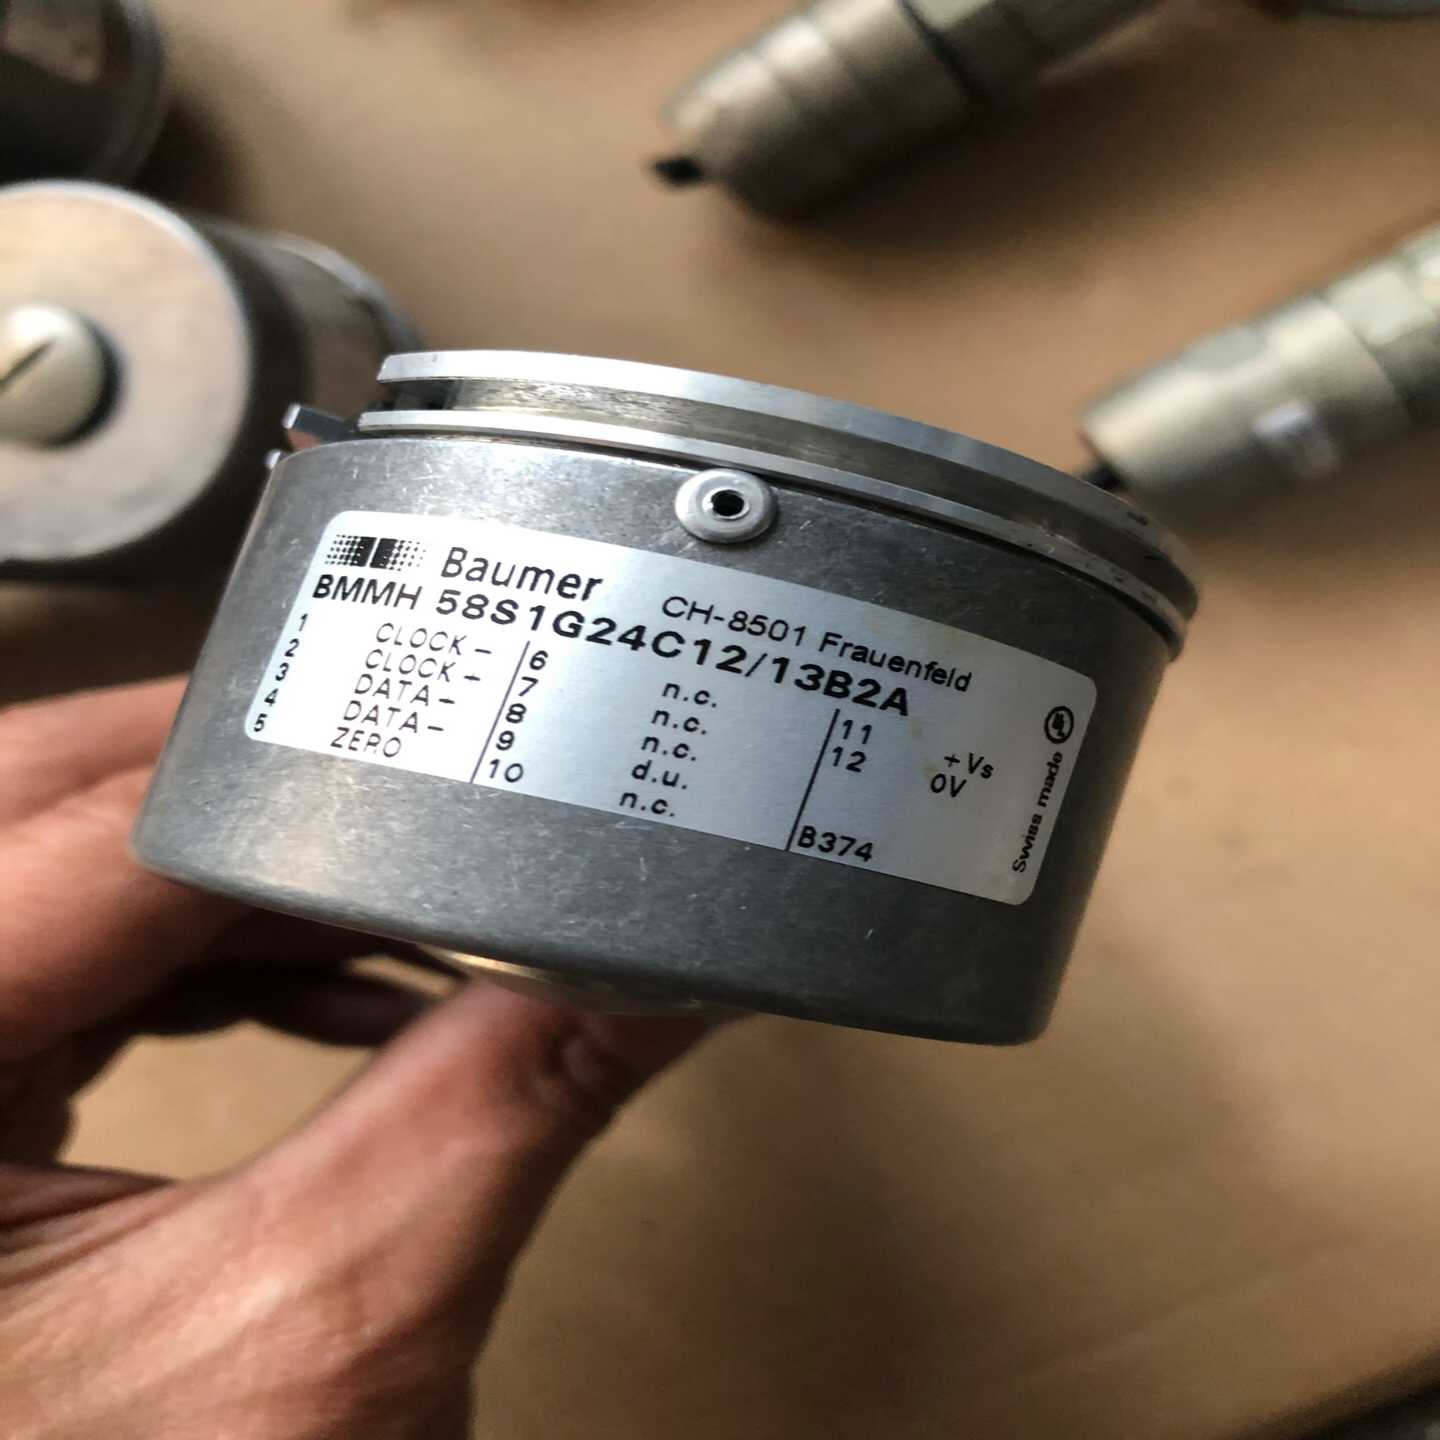 Baumer CH-8501 Frauenfeld
BMMH 58S1G24C12/13B2A
1 CLOCK- 6 n.c. 11 +Vs
2 CLOCK- 7 n.c. 12 0V
3 DATA- 8 n.c.
4 DATA- 9 d.u.
5 ZERO 10 n.c. B374
Swiss made